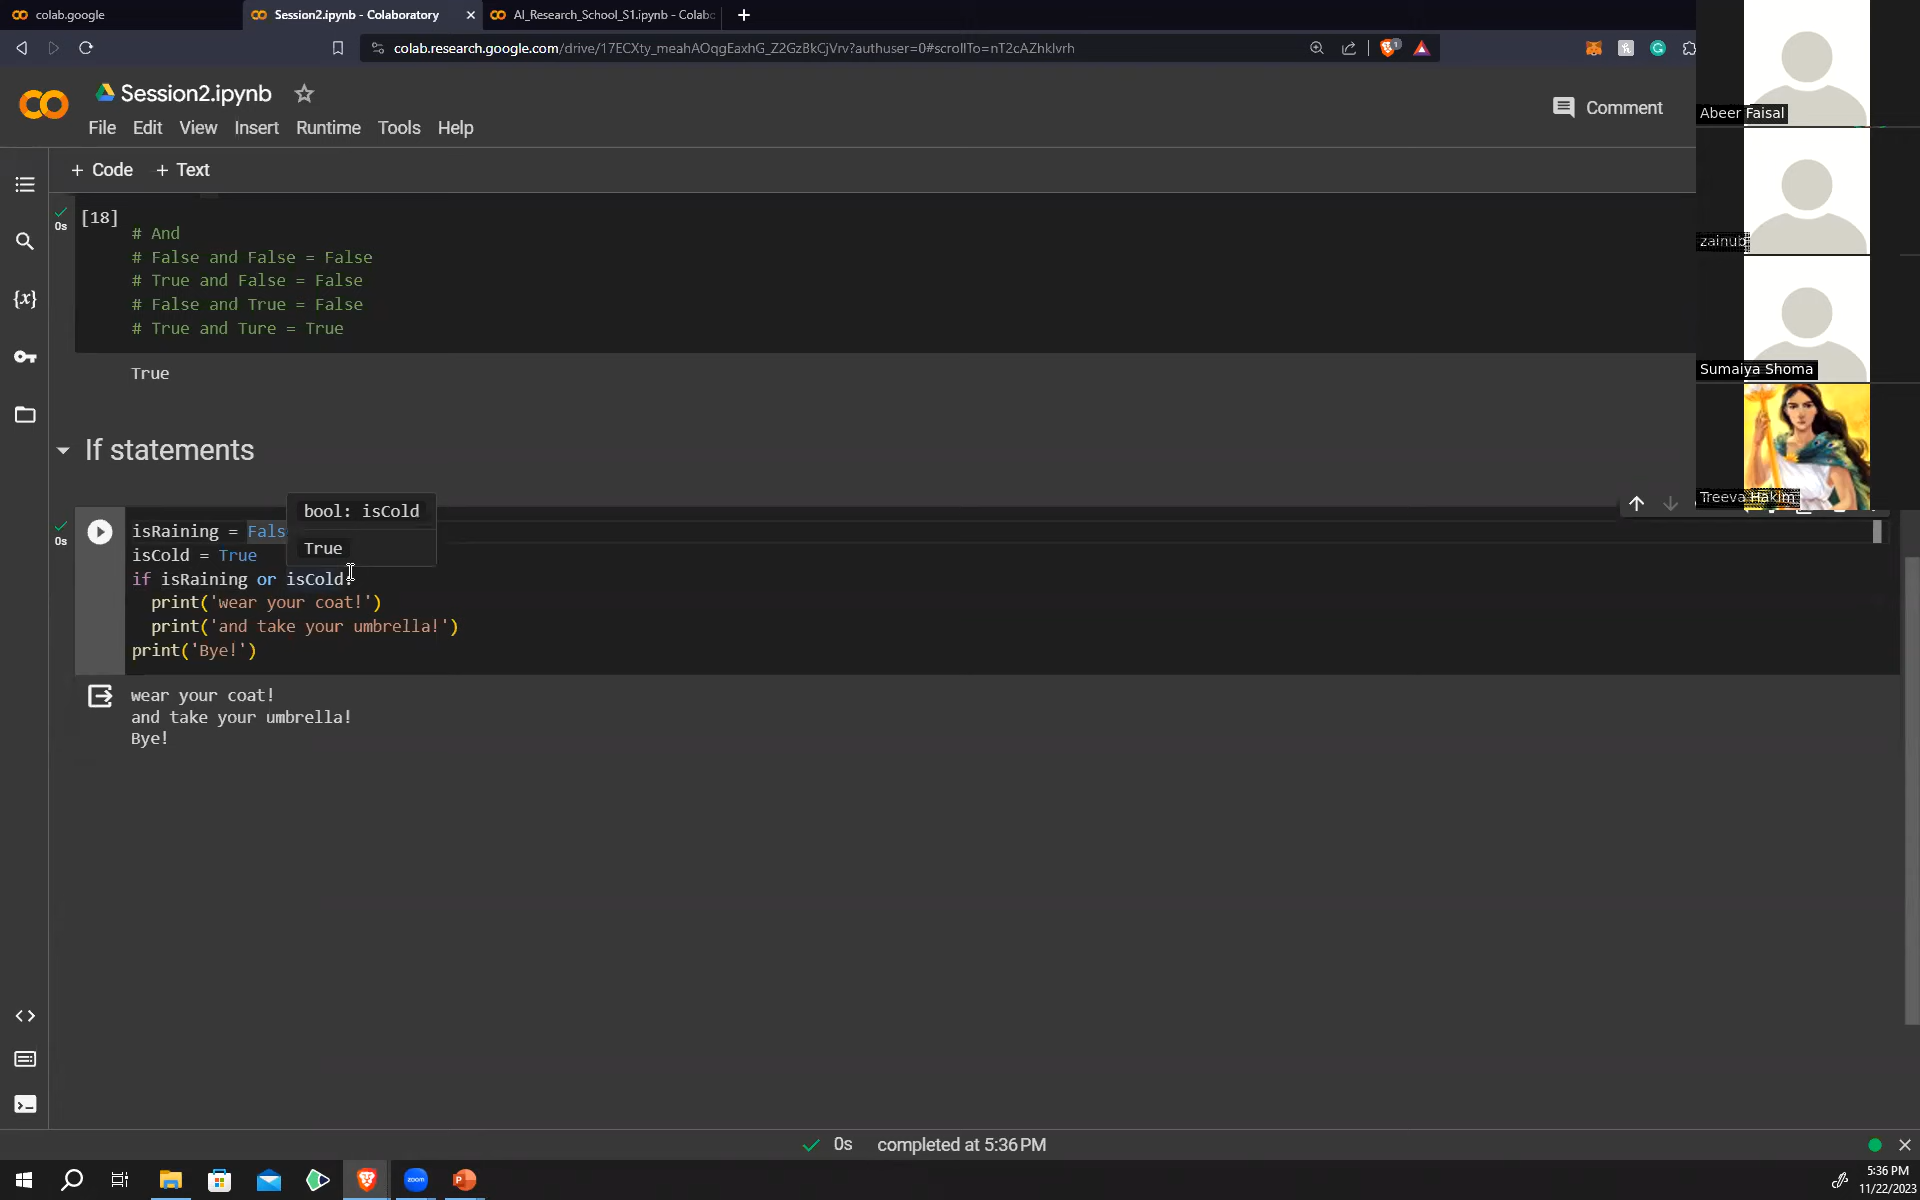 colab.google
Session2.ipynb - Colaboratory
AI_Research_School_S1.ipynb - Colabc
colab.research.google.com/drive/17ECXty_meahAOqgEaxhG_Z2GzBkCjVrv?authuser=0#scrollTo=nT2cAZhklvrh
Session2.ipynb
File Edit View Insert Runtime Tools Help
Comment
+ Code + Text
0s
[18]
# And
# False and False = False
# True and False = False
# False and True = False
# True and Ture = True
True
If statements
bool: isCold
True
0s
isRaining = Fals
isCold = True
if isRaining or isCold:
print('wear your coat!')
print('and take your umbrella!')
print('Bye!')
wear your coat!
and take your umbrella!
Bye!
Abeer Faisal
zainub
Sumaiya Shoma
Treeva Hakim
0s completed at 5:36 PM
zoom
5:36 PM
11/22/2023